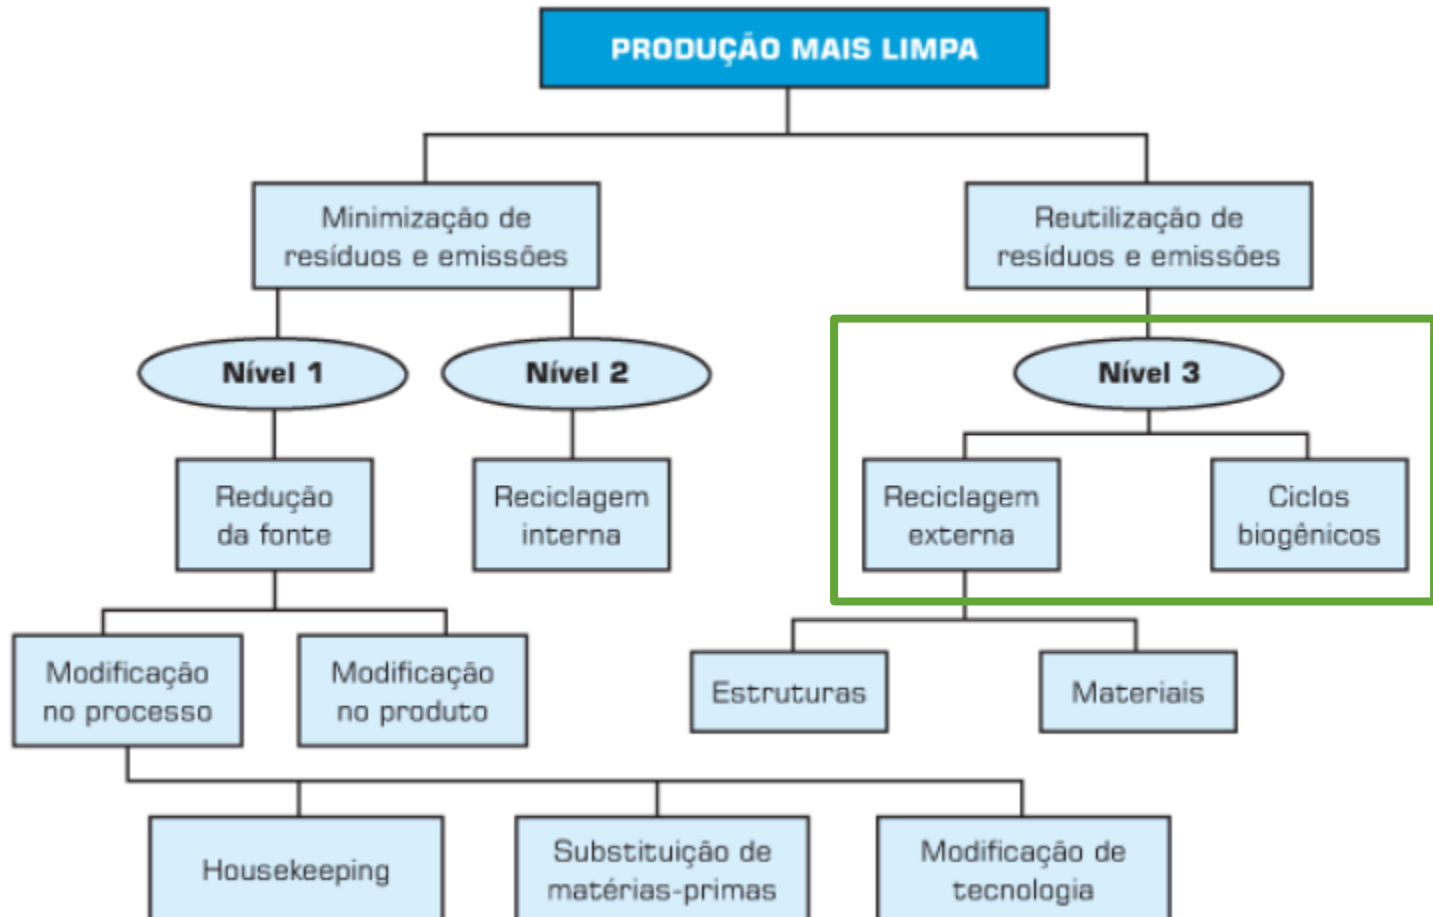 PRODUÇÃO MAIS LIMPA
Minimização de
resíduos e emissões
Reutilização de
resíduos e emissões
Nível 1
Nível 2
Nível 3
Redução
da fonte
Reciclagem
interna
Reciclagem
externa
Ciclos
biogênicos
Modificação
no processo
Modificação
no produto
Estruturas
Materiais
Housekeeping
Substituição de
matérias-primas
Modificação de
tecnologia